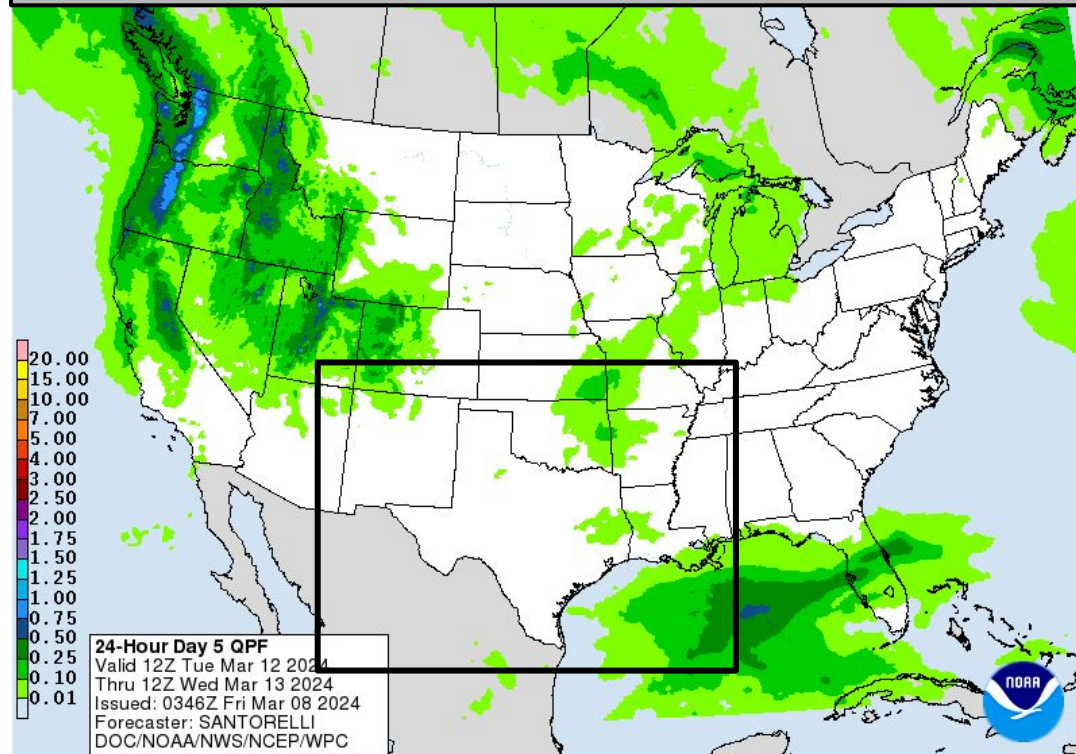 20.00
15.00
10.00
7.00
5.00
4.00
3.00
2.50
2.00
1.75
1.50
1.25
1.00
0.75
0.50
0.25
0.10
0.01
24-Hour Day 5 QPF
Valid 12Z Tue Mar 12 2024
Thru 12Z Wed Mar 13 2024
Issued: 0346Z Fri Mar 08 2024
Forecaster: SANTORELLI
DOC/NOAA/NWS/NCEP/WPC
NOAA